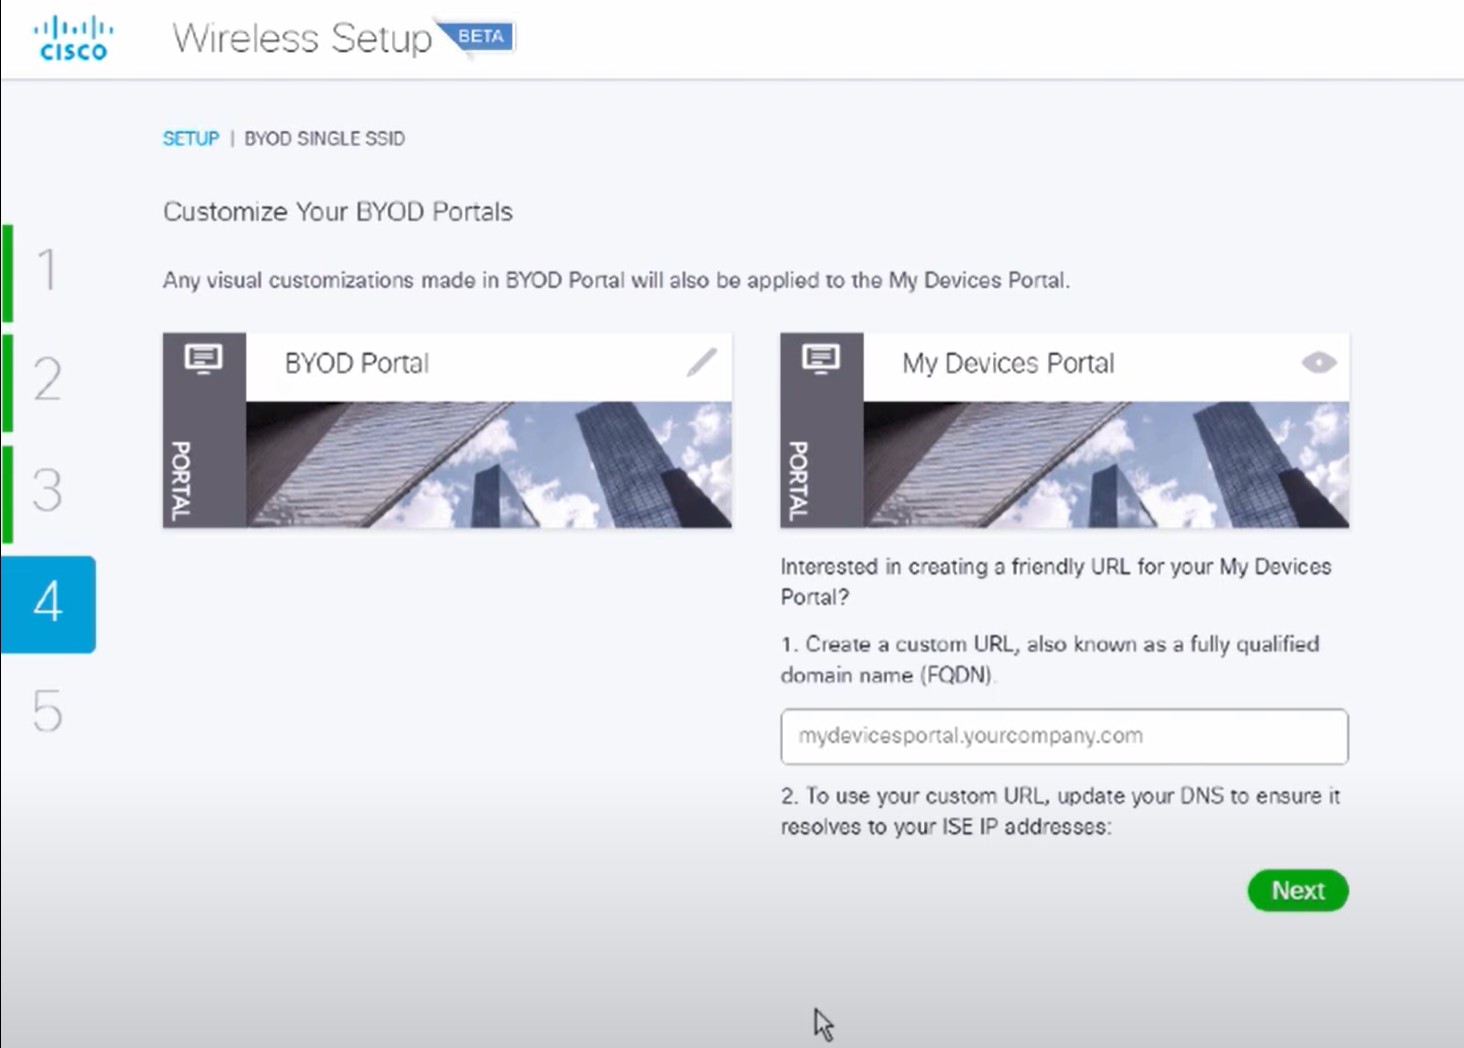 CISCO
Wireless Setup BETA
SETUP | BYOD SINGLE SSID
Customize Your BYOD Portals
1
Any visual customizations made in BYOD Portal will also be applied to the My Devices Portal.
2
BYOD Portal
My Devices Portal
3
PORTAL
PORTAL
4
Interested in creating a friendly URL for your My Devices
Portal?
1. Create a custom URL, also known as a fully qualified
domain name (FQDN).
5
mydevicesportal.yourcompany.com
2. To use your custom URL, update your DNS to ensure it
resolves to your ISE IP addresses:
Next